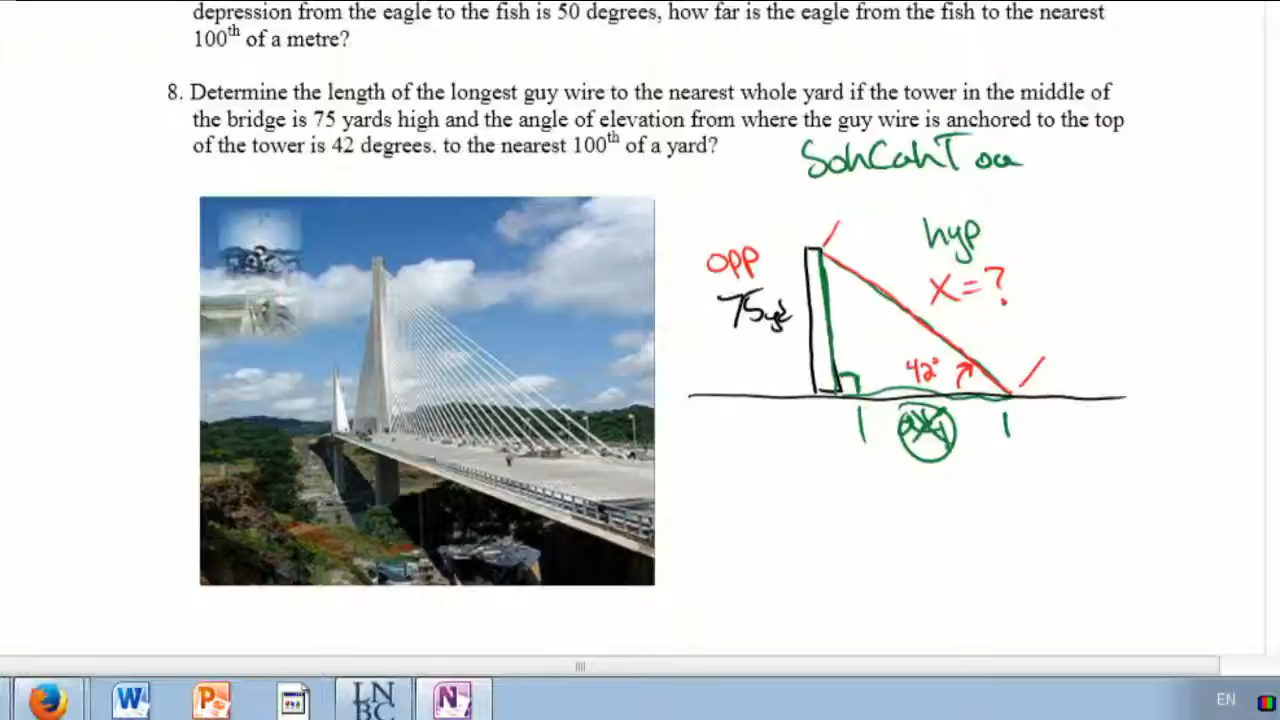 depression from the eagle to the fish is 50 degrees, how far is the eagle from the fish to the nearest
100th of a metre?
8. Determine the length of the longest guy wire to the nearest whole yard if the tower in the middle of
the bridge is 75 yards high and the angle of elevation from where the guy wire is anchored to the top
of the tower is 42 degrees. to the nearest 100th of a yard?
SohCahToa
hyp
opp
x = ?
75
42°
W
P
LN
BC
N
EN